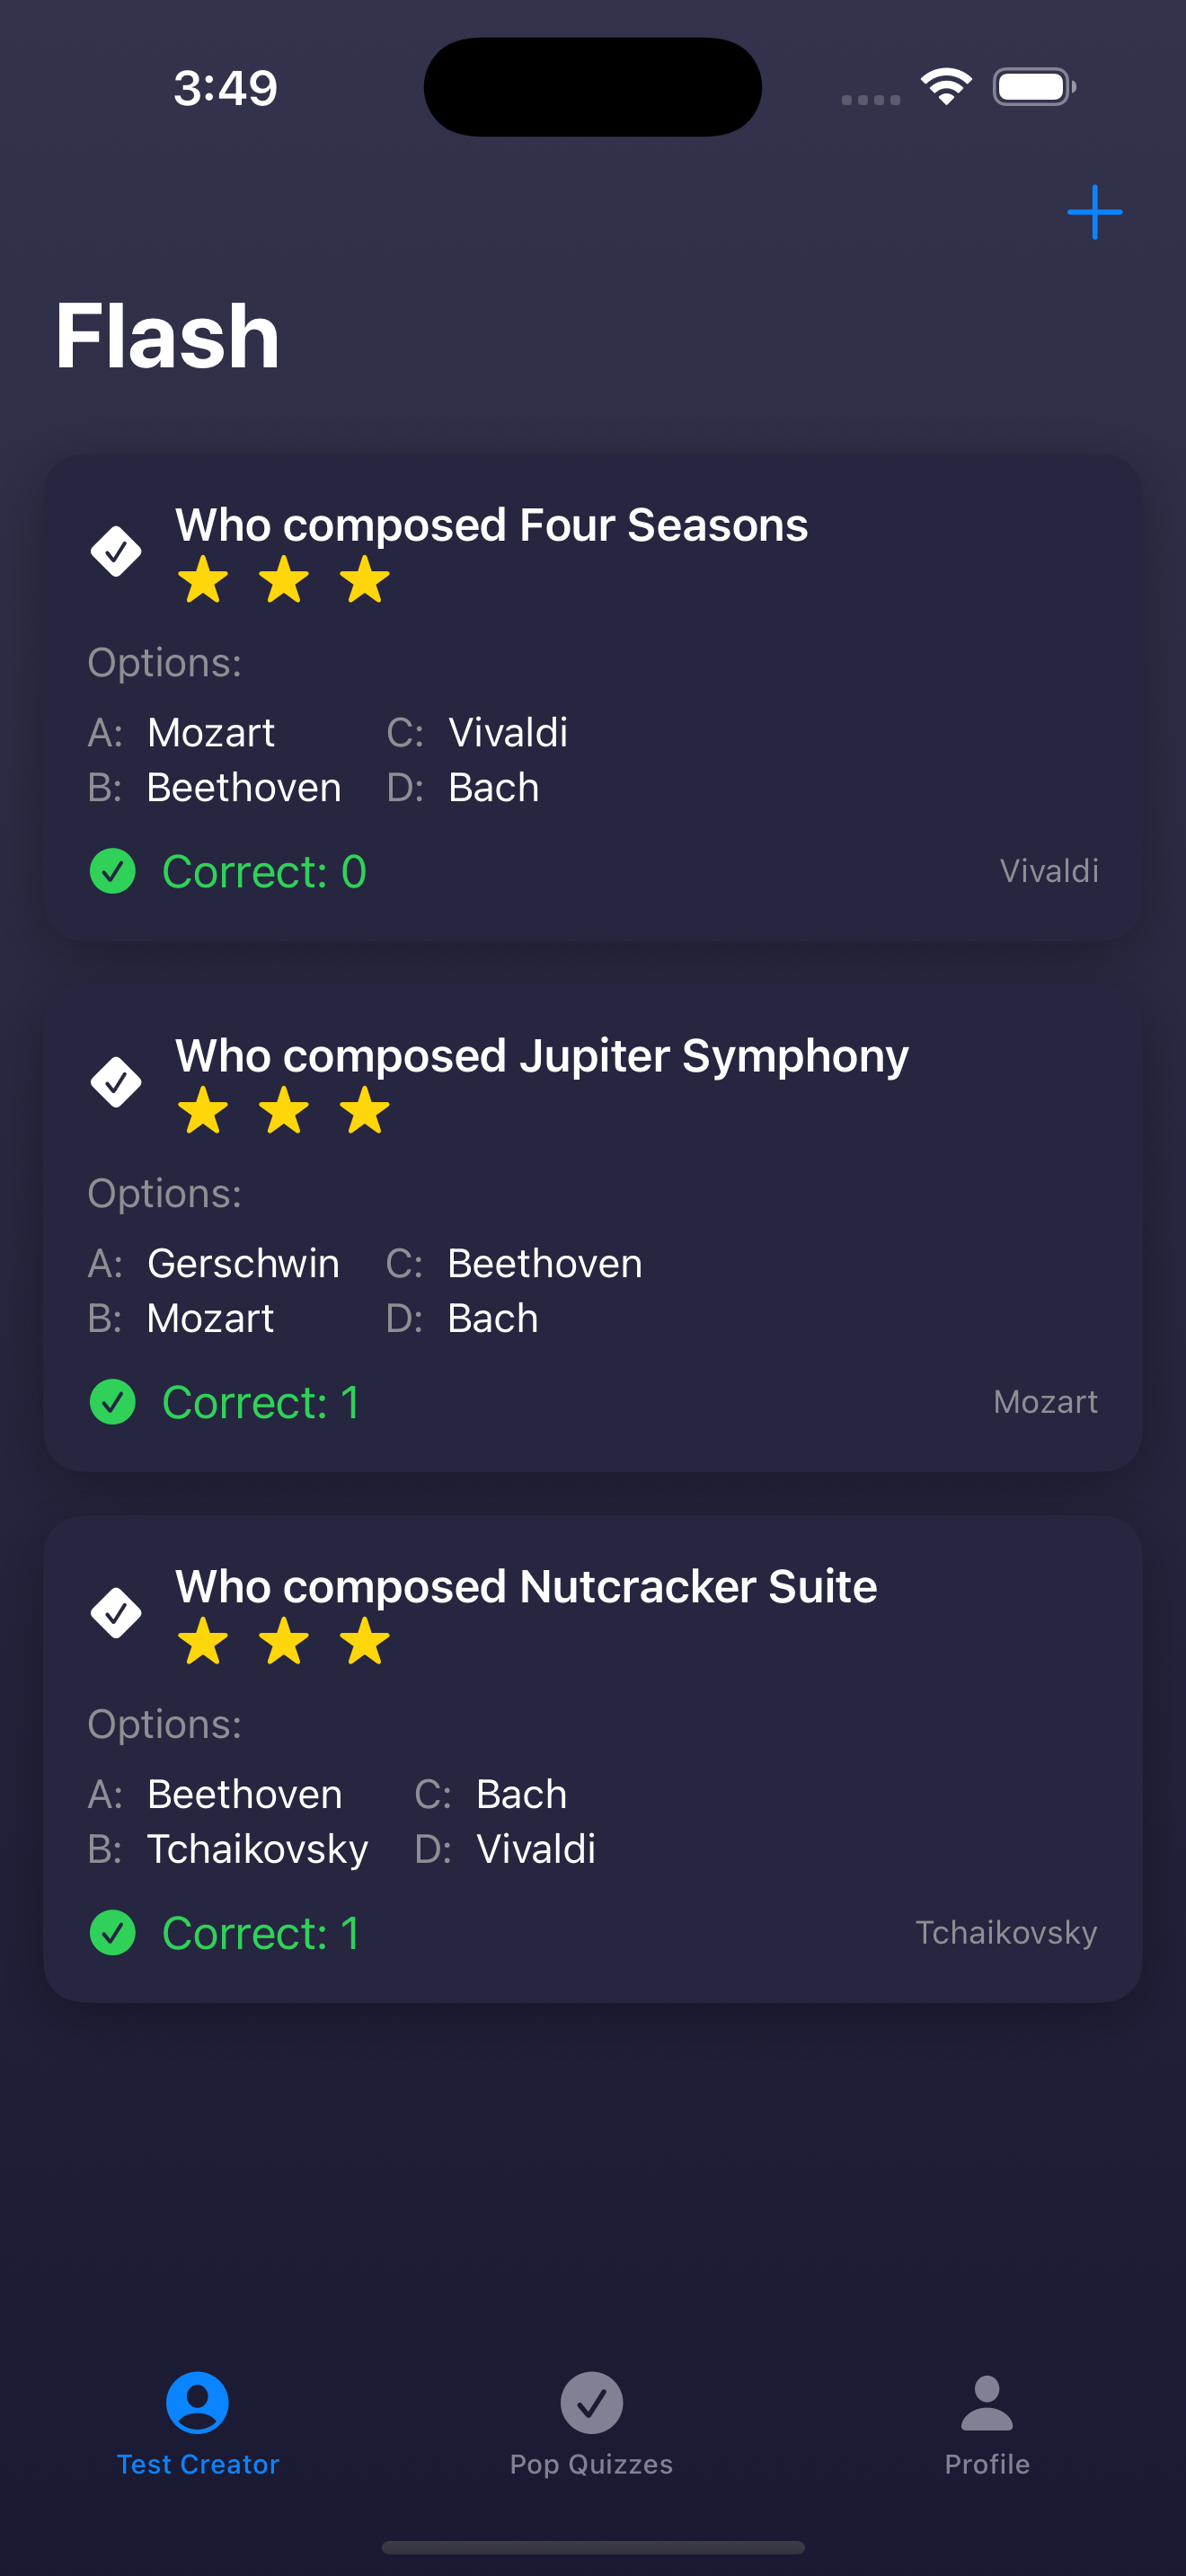 3:49
Flash
Who composed Four Seasons
Options:
A: Mozart C: Vivaldi
B: Beethoven D: Bach
Correct: 0 Vivaldi
Who composed Jupiter Symphony
Options:
A: Gerschwin C: Beethoven
B: Mozart D: Bach
Correct: 1 Mozart
Who composed Nutcracker Suite
Options:
A: Beethoven C: Bach
B: Tchaikovsky D: Vivaldi
Correct: 1 Tchaikovsky
Test Creator Pop Quizzes Profile